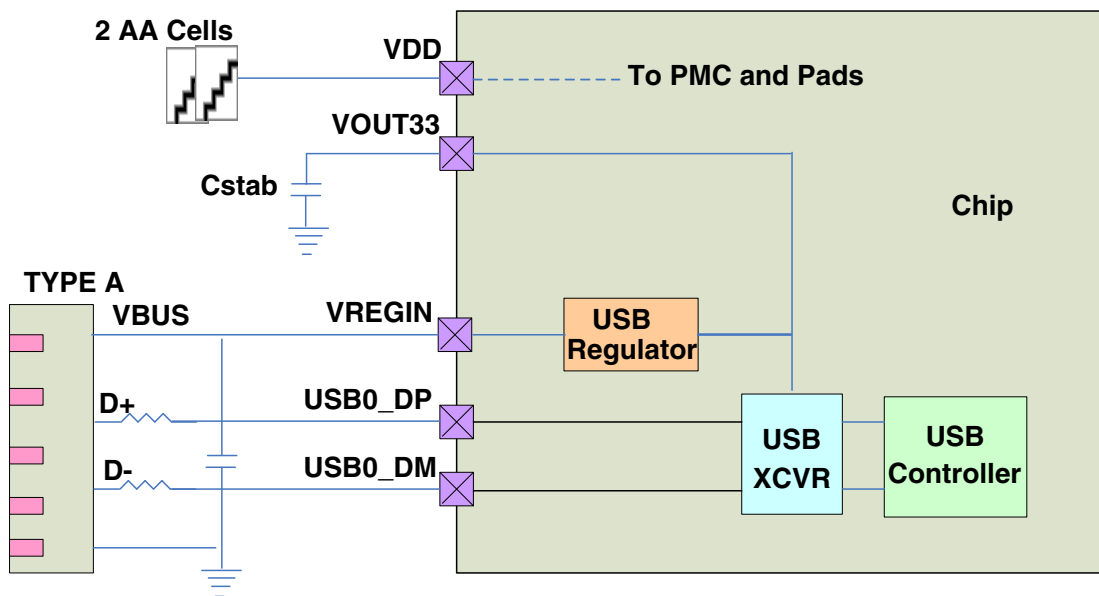 2 AA Cells
VDD
To PMC and Pads
VOUT33
Cstab
Chip
TYPE A
VBUS
VREGIN
USB
Regulator
D+
USB0_DP
USB
XCVR
USB
Controller
D-
USB0_DM